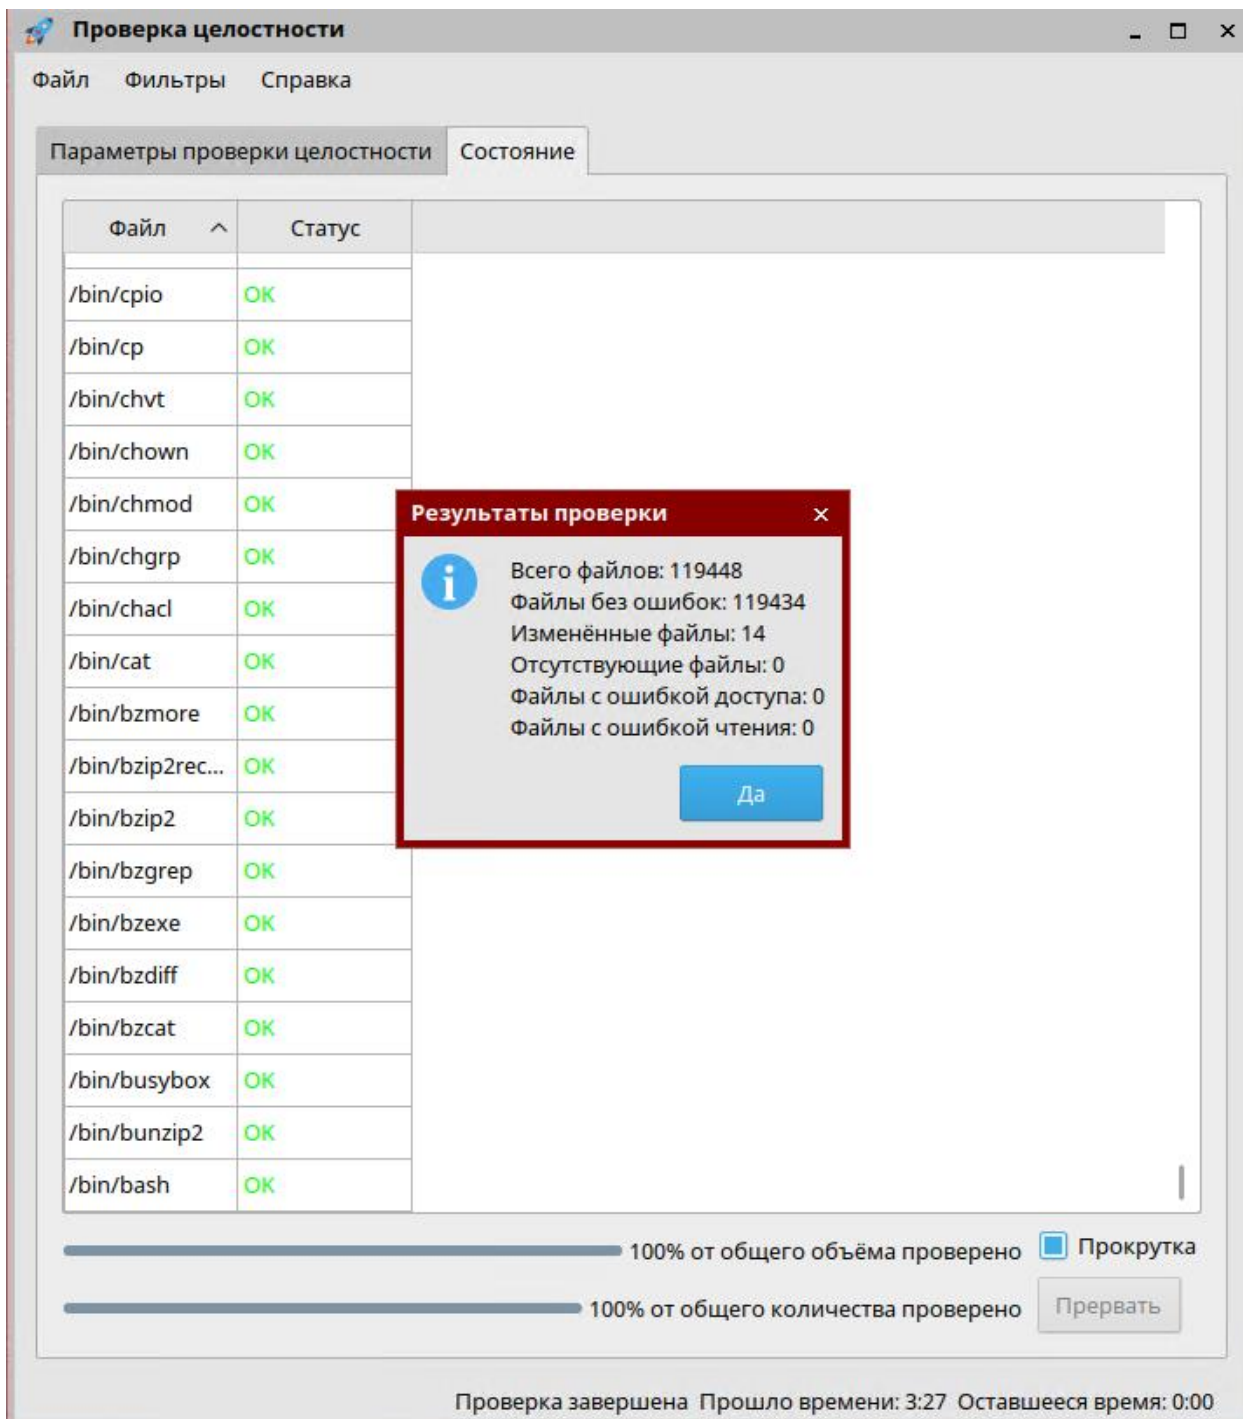 Проверка целостности
Файл Фильтры Справка
Параметры проверки целостности Состояние
Файл Статус
/bin/cpio OK
/bin/cp OK
/bin/chvt OK
/bin/chown OK
/bin/chmod OK
/bin/chgrp OK
/bin/chacl OK
/bin/cat OK
/bin/bzmore OK
/bin/bzip2rec... OK
/bin/bzip2 OK
/bin/bzgrep OK
/bin/bzexe OK
/bin/bzdiff OK
/bin/bzcat OK
/bin/busybox OK
/bin/bunzip2 OK
/bin/bash OK
Результаты проверки
Всего файлов: 119448
Файлы без ошибок: 119434
Изменённые файлы: 14
Отсутствующие файлы: 0
Файлы с ошибкой доступа: 0
Файлы с ошибкой чтения: 0
Да
100% от общего объёма проверено Прокрутка
100% от общего количества проверено Прервать
Проверка завершена Прошло времени: 3:27 Оставшееся время: 0:00